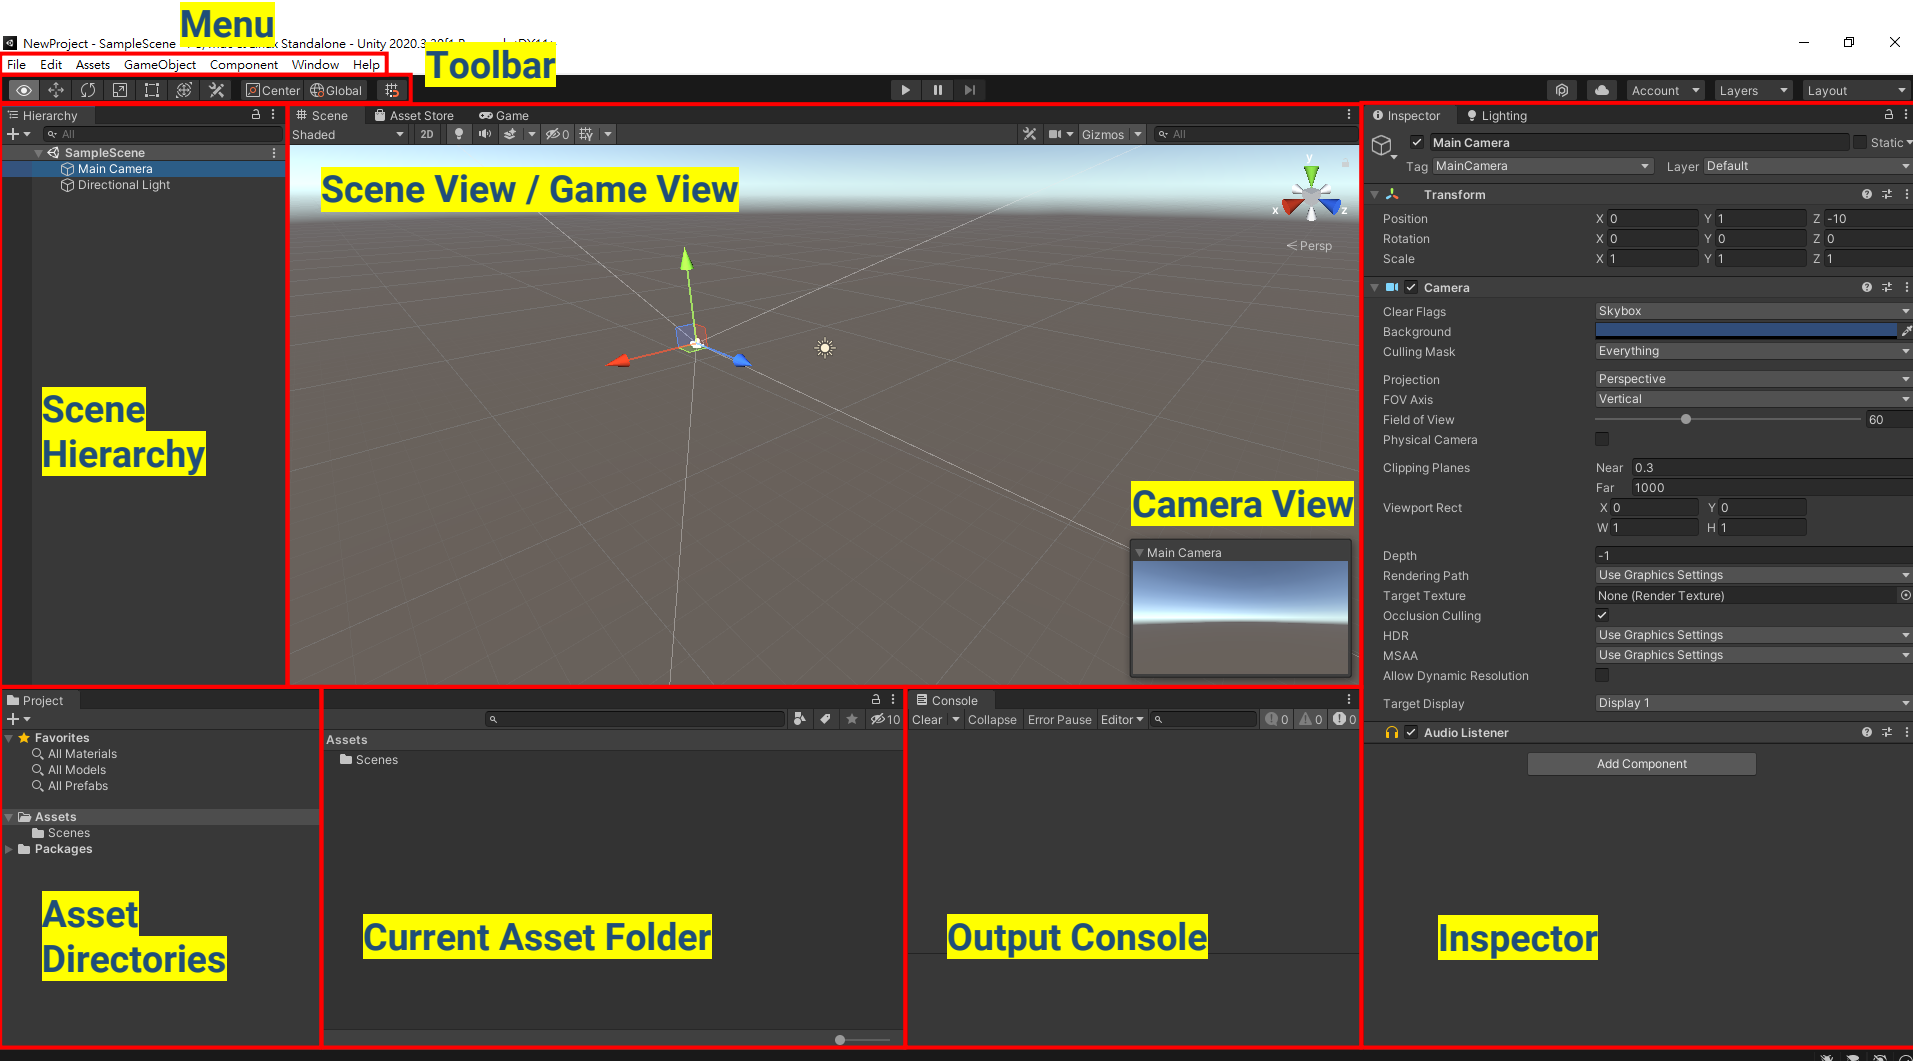 Menu
NewProject - SampleScene
Standalone - Unity 2020.3
Toolbar
File Edit Assets GameObject Component Window Help
Center Global
Account Layers Layout
Hierarchy
All
SampleScene
Main Camera
Directional Light
Scene
Hierarchy
Scene Asset Store Game
Shaded 2D 0 Gizmos All
Scene View / Game View
y
x z
Persp
Camera View
Main Camera
Inspector Lighting
Main Camera Static
Tag MainCamera Layer Default
Transform
Position X 0 Y 1 Z -10
Rotation X 0 Y 0 Z 0
Scale X 1 Y 1 Z 1
Camera
Clear Flags Skybox
Background
Culling Mask Everything
Projection Perspective
FOV Axis Vertical
Field of View 60
Physical Camera
Clipping Planes Near 0.3
Far 1000
Viewport Rect X 0 Y 0
W 1 H 1
Depth -1
Rendering Path Use Graphics Settings
Target Texture None (Render Texture)
Occlusion Culling
HDR Use Graphics Settings
MSAA Use Graphics Settings
Allow Dynamic Resolution
Target Display Display 1
Audio Listener
Add Component
Inspector
Project
10
Favorites
All Materials
All Models
All Prefabs
Assets
Scenes
Packages
Asset
Directories
Assets
Scenes
Current Asset Folder
Console
Clear Collapse Error Pause Editor 0 0 0
Output Console